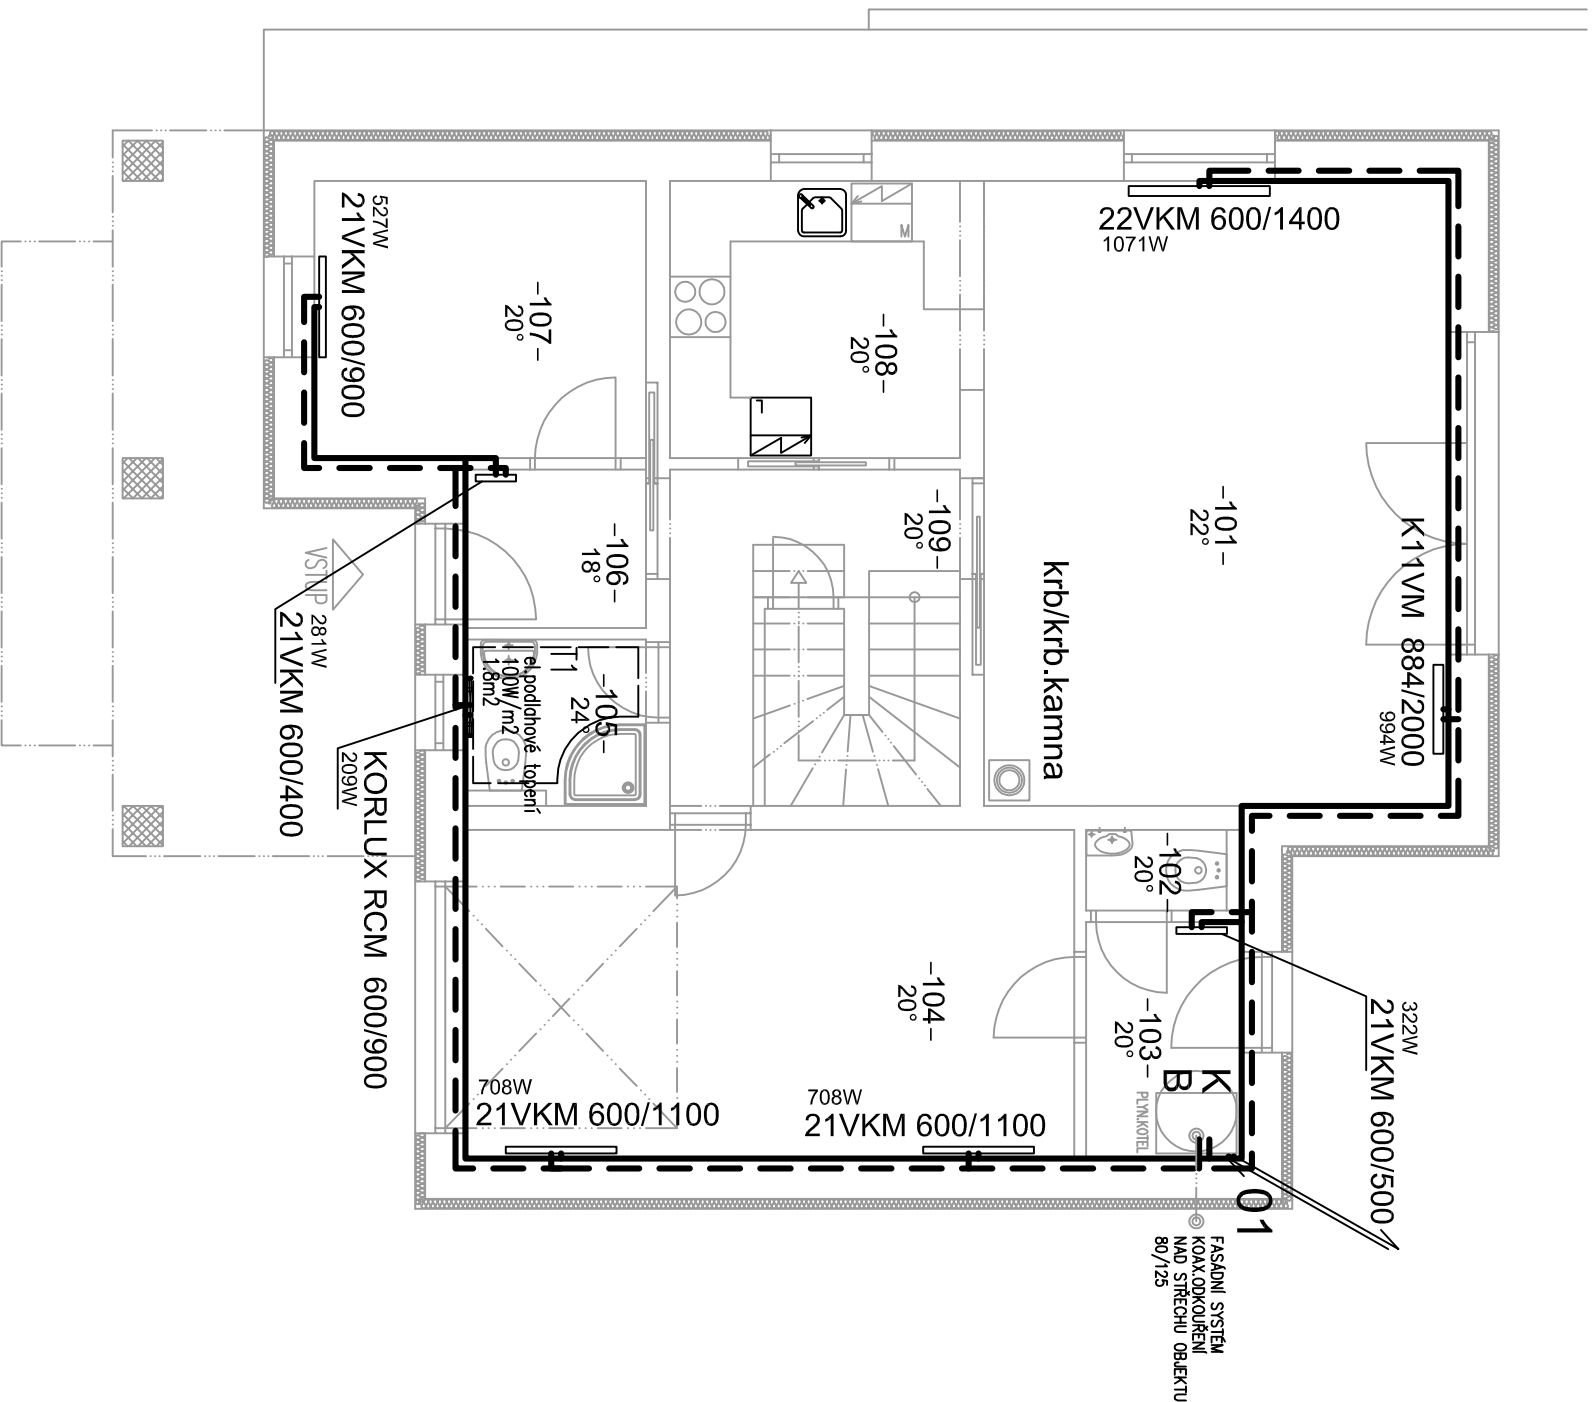 22VKM 600/1400
1071W
527W
21VKM 600/900
-107-
20°
M
-108-
20°
-101-
22°
K11VM 884/2000
994W
-109-
20°
-106-
18°
VSTUP
281W
21VKM 600/400
krb/krb.kamna
T1
el.podlahové topení
100W/m2
1.8m2
-105-
24°
KORLUX RCM 600/900
209W
-102-
20°
-104-
20°
-103-
20°
K
B
PLYN.KOTEL
322W
21VKM 600/500
708W
21VKM 600/1100
708W
21VKM 600/1100
01
FASÁDNÍ SYSTÉM
KOAX.ODKOUŘENÍ
NAD STŘECHU OBJEKTU
80/125